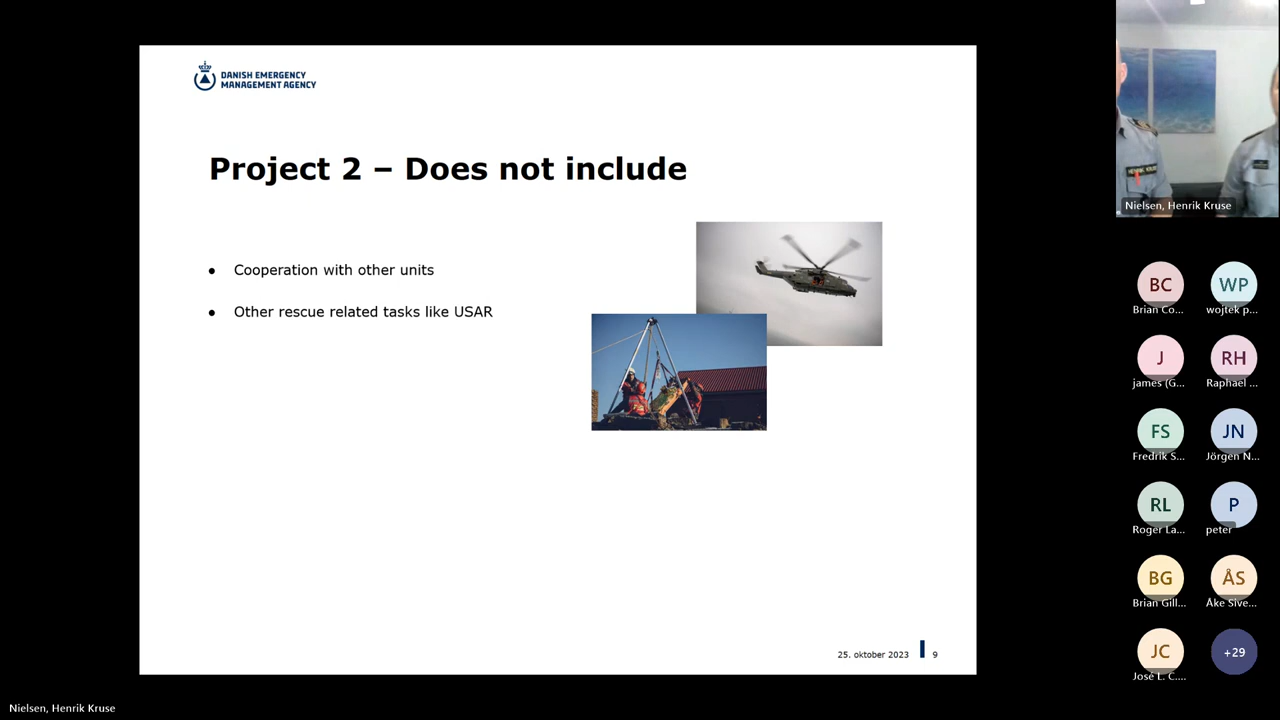 DANISH EMERGENCY
MANAGEMENT AGENCY
Project 2 – Does not include
● Cooperation with other units
● Other rescue related tasks like USAR
25. oktober 2023
9
Nielsen, Henrik Kruse
BC
Brian Co...
WP
wojtek p...
J
james (G...
RH
Raphael ...
FS
Fredrik S...
JN
Jörgen N...
RL
Roger La...
P
peter
BG
Brian Gill...
ÅS
Åke Sive...
JC
José L. C....
+29
Nielsen, Henrik Kruse